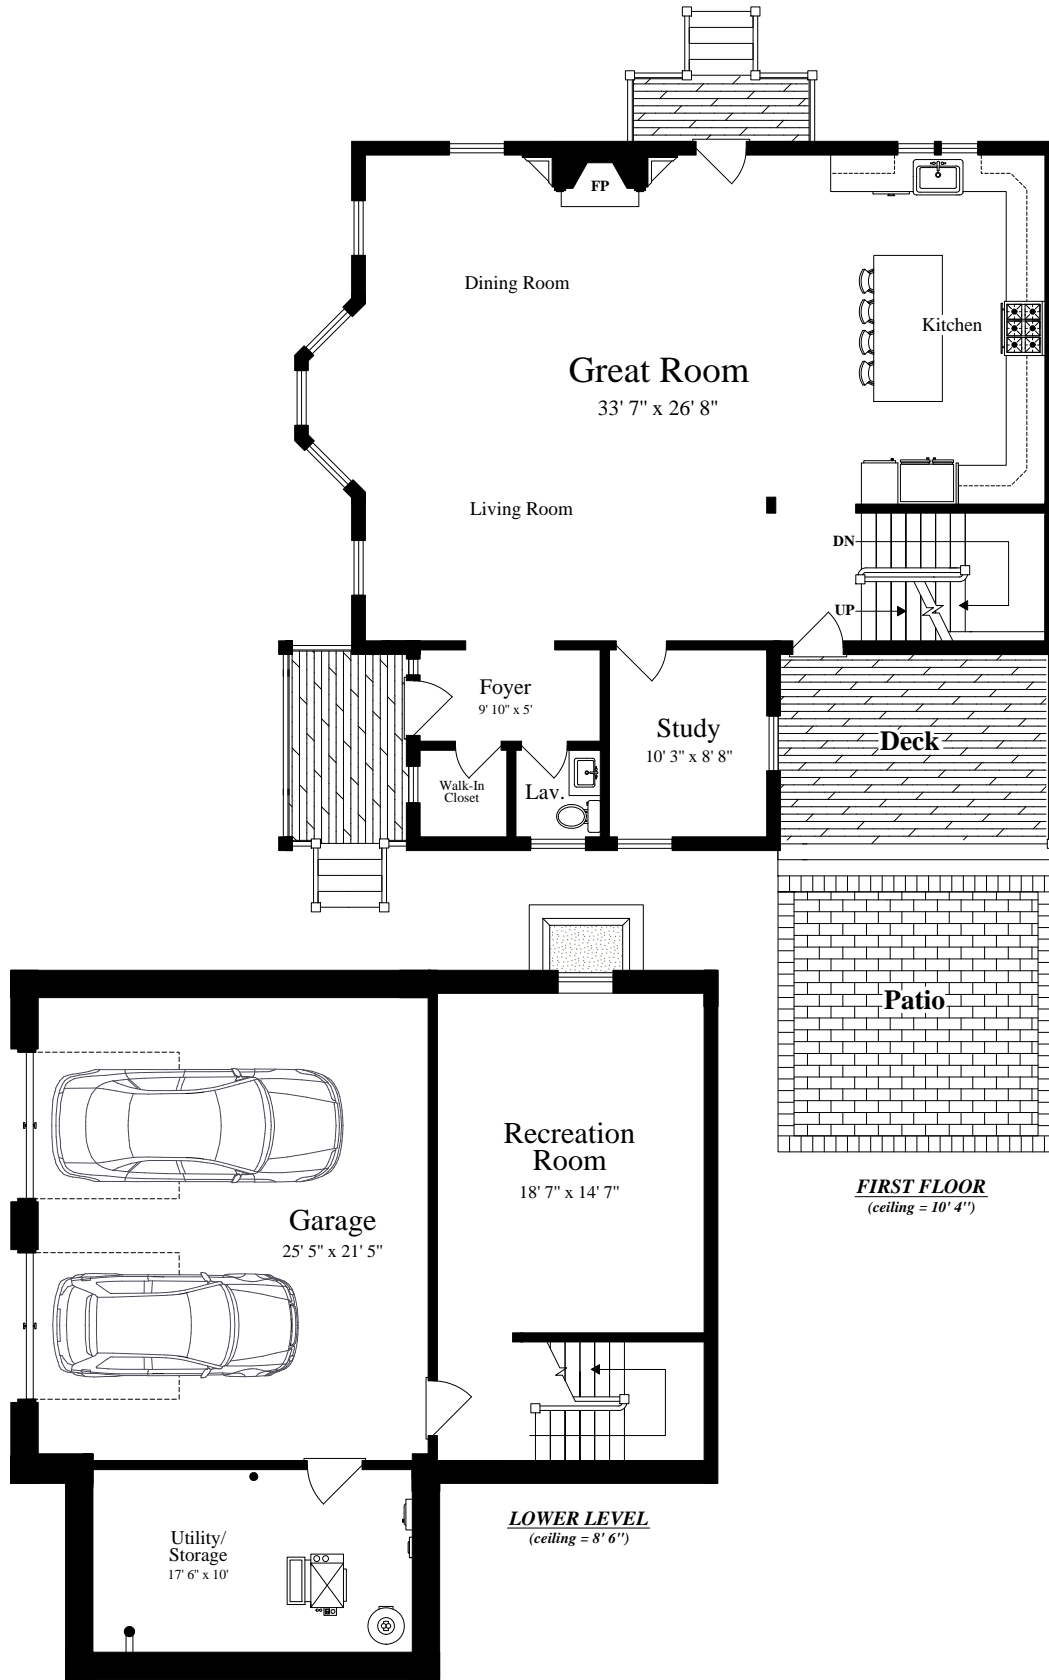 FP
Dining Room
Kitchen
Great Room
33' 7" x 26' 8"
Living Room
DN
UP
Foyer
9' 10" x 5'
Study
10' 3" x 8' 8"
Deck
Walk-In
Closet
Lav.
Patio
FIRST FLOOR
(ceiling = 10' 4")
Recreation
Room
18' 7" x 14' 7"
Garage
25' 5" x 21' 5"
LOWER LEVEL
(ceiling = 8' 6")
Utility/
Storage
17' 6" x 10'